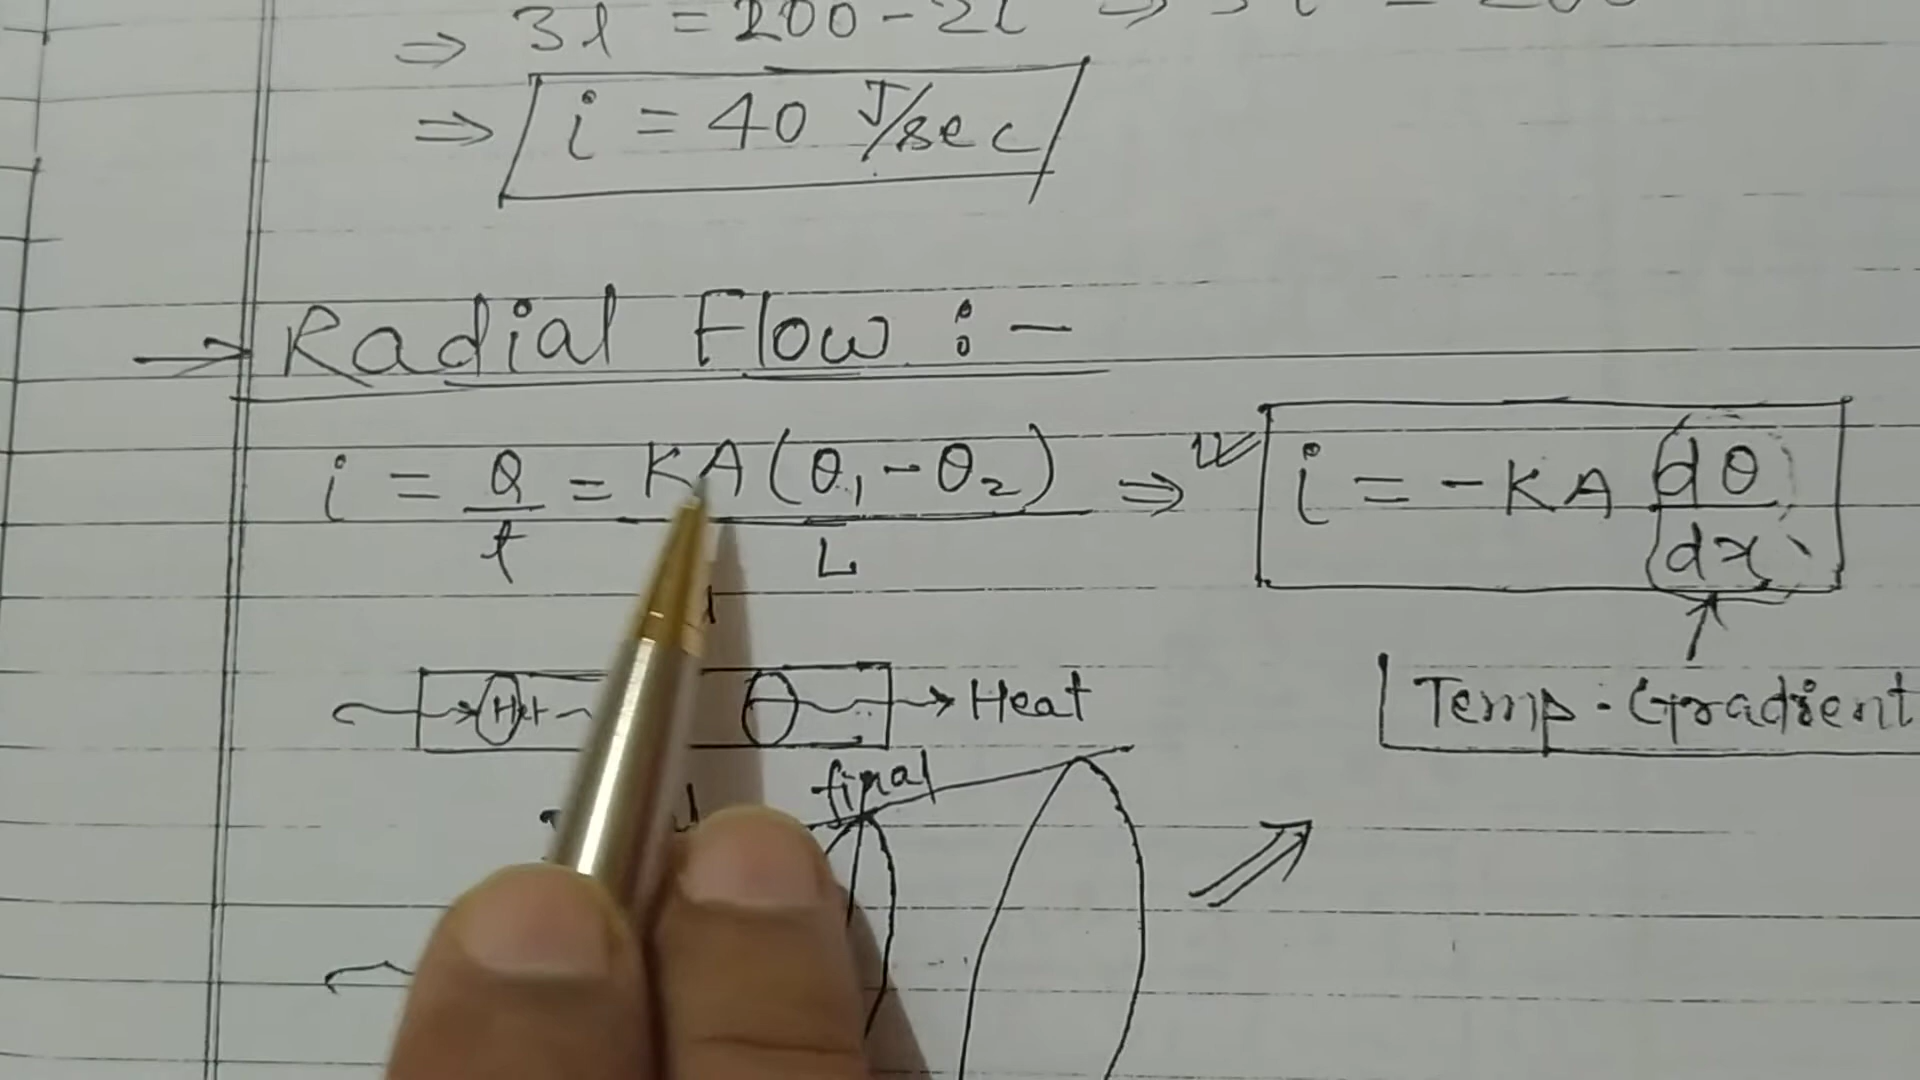 ⇒ 3i = 200 - 2i ⇒
⇒ i = 40 J/sec
→ Radial Flow :-
i = Q/t = KA(θ₁ - θ₂)/L ⇒ i = -KA dθ/dx
Heat
Temp. Gradient
final